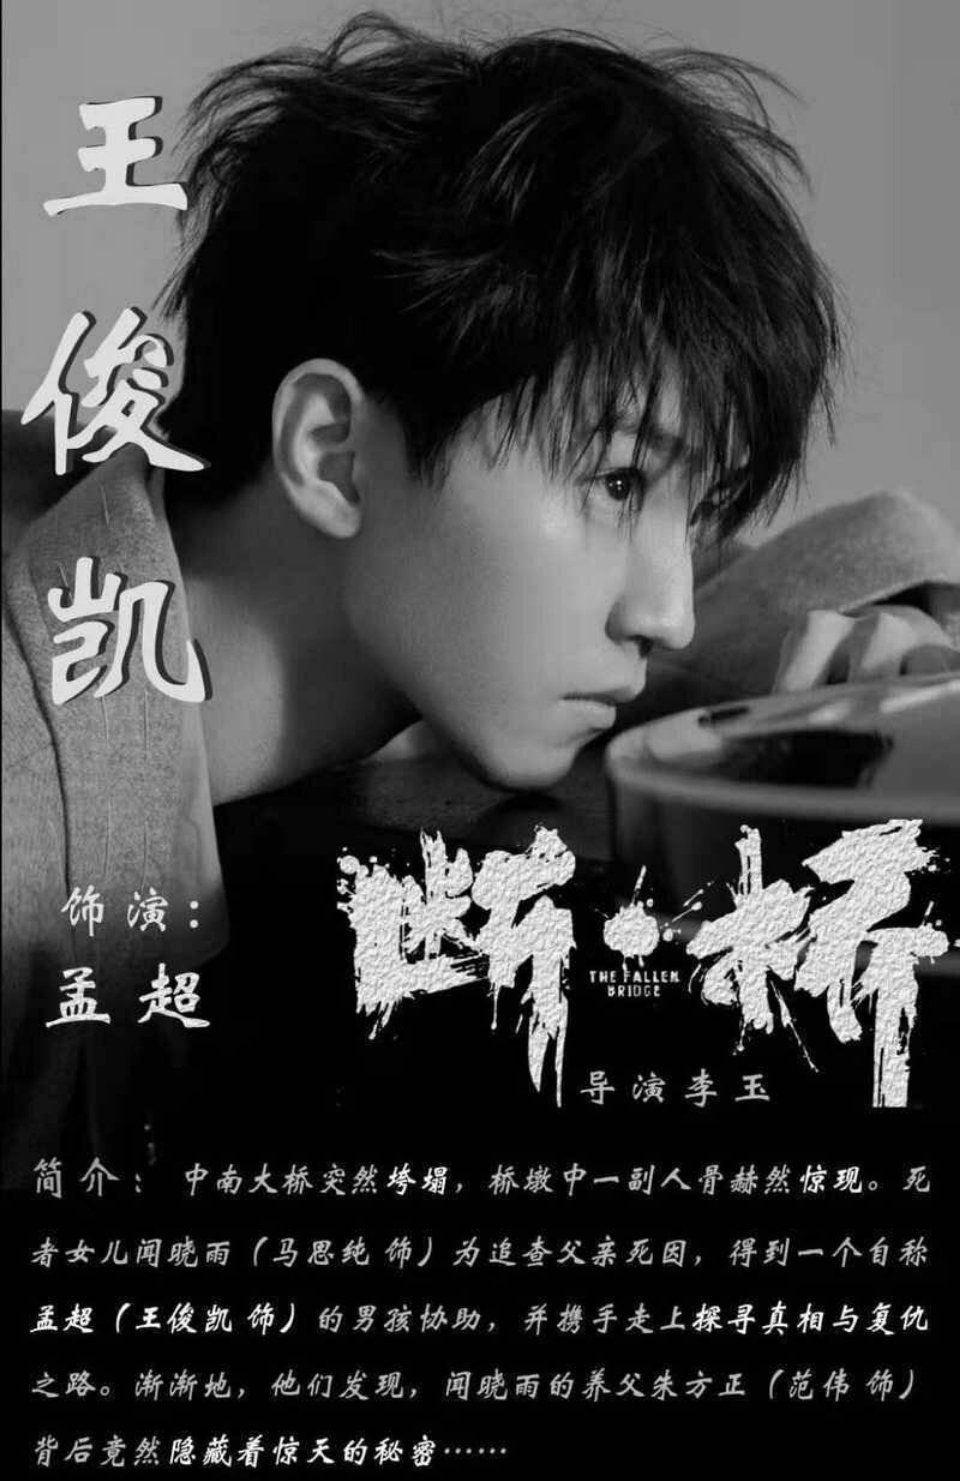 王俊凯
饰演：
孟超
断·桥
THE FALLEN
BRIDGE
导演李玉
简介：中南大桥突然垮塌，桥墩中一副人骨赫然惊现。死
者女儿闻晓雨（马思纯 饰）为追查父亲死因，得到一个自称
孟超（王俊凯 饰）的男孩协助，并携手走上探寻真相与复仇
之路。渐渐地，他们发现，闻晓雨的养父朱方正（范伟 饰）
背后竟然隐藏着惊天的秘密……